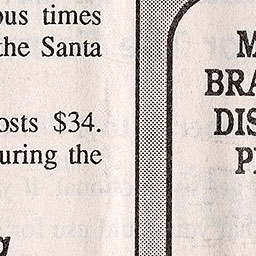 ous times
the Santa
osts $34.
uring the
M
BRA
DIS
P